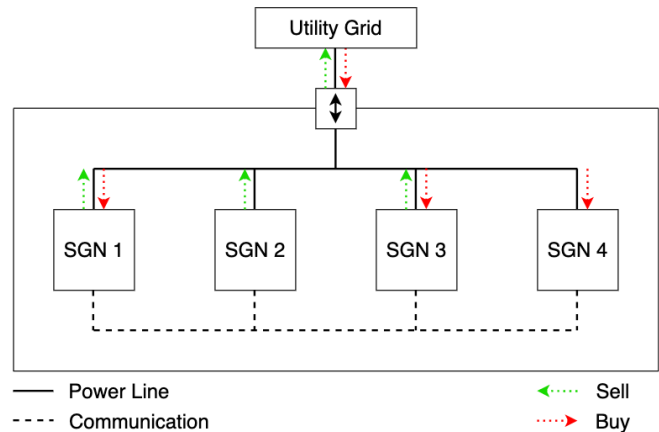 Utility Grid
SGN 1
SGN 2
SGN 3
SGN 4
Power Line
Sell
Communication
Buy